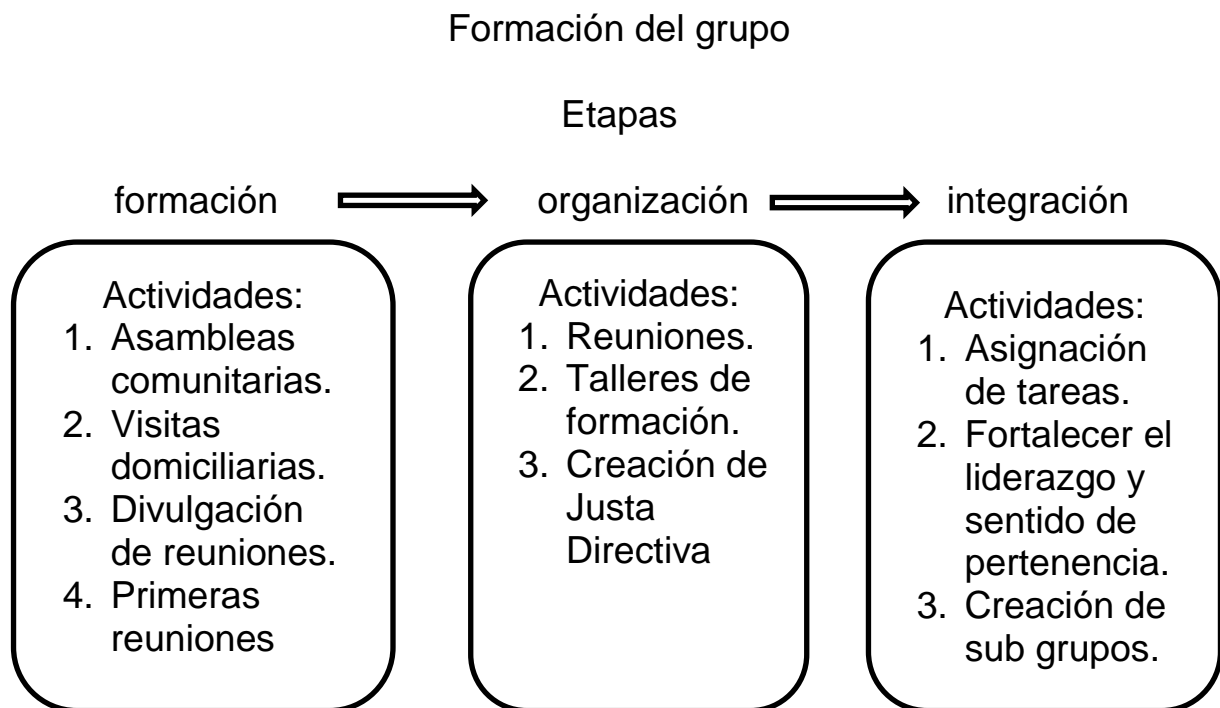 Formación del grupo
Etapas
formación
organización
integración
Actividades:
1. Asambleas
comunitarias.
2. Visitas
domiciliarias.
3. Divulgación
de reuniones.
4. Primeras
reuniones
Actividades:
1. Reuniones.
2. Talleres de
formación.
3. Creación de
Justa
Directiva
Actividades:
1. Asignación
de tareas.
2. Fortalecer el
liderazgo y
sentido de
pertenencia.
3. Creación de
sub grupos.